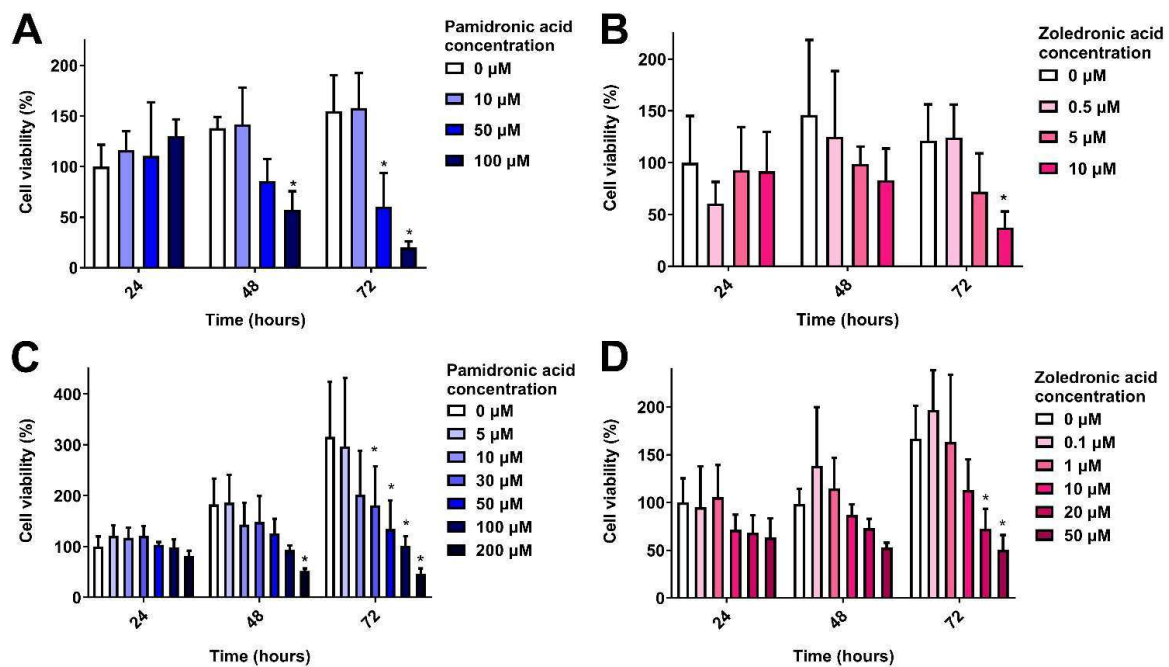 A
Pamidronic acid
concentration
0 µM
10 µM
50 µM
100 µM
Cell viability (%)
200
150
100
50
0
* * *
24 48 72
Time (hours)
B
Zoledronic acid
concentration
0 µM
0.5 µM
5 µM
10 µM
Cell viability (%)
200
150
100
50
0
*
24 48 72
Time (hours)
C
Pamidronic acid
concentration
0 µM
5 µM
10 µM
30 µM
50 µM
100 µM
200 µM
Cell viability (%)
400
300
200
100
0
* * * * *
24 48 72
Time (hours)
D
Zoledronic acid
concentration
0 µM
0.1 µM
1 µM
10 µM
20 µM
50 µM
Cell viability (%)
200
150
100
50
0
* *
24 48 72
Time (hours)